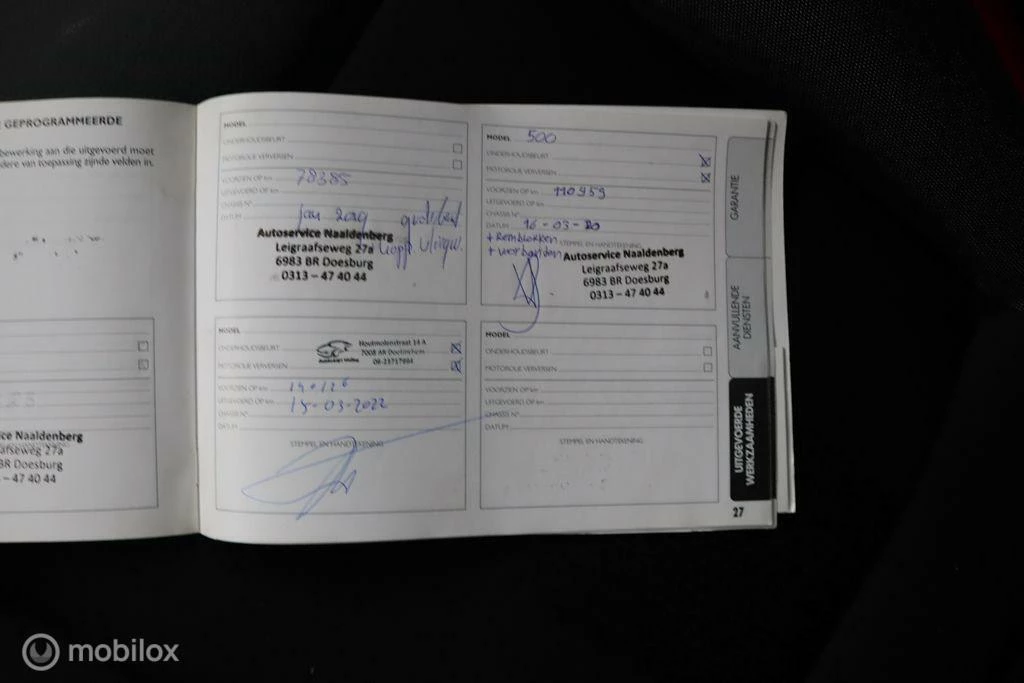 GEPROGRAMMEERDE
bewerking aan die uitgevoerd moet
dere van toepassing zijnde velden in.
ice Naaldenberg
afseweg 27a
BR Doesburg
– 47 40 44
MODEL
ONDERHOUDSBEURT
MOTOROLIE VERVERSEN
VOORZIEN OP km 78385
UITGEVOERD OP km
CHASSIS N°
DATUM jan 2019
Autoservice Naaldenberg
Leigraafseweg 27a
6983 BR Doesburg
0313 – 47 40 44
MODEL 500
ONDERHOUDSBEURT
MOTOROLIE VERVERSEN
VOORZIEN OP km 110959
UITGEVOERD OP km
CHASSIS N°
DATUM 16-03-20
+ Remblokken STEMPEL EN HANDTEKENING
Autoservice Naaldenberg
Leigraafseweg 27a
6983 BR Doesburg
0313 – 47 40 44
MODEL
ONDERHOUDSBEURT
MOTOROLIE VERVERSEN
Houtmolenstraat 14 A
7008 AR Doetinchem
VOORZIEN OP km
UITGEVOERD OP km 15-03-2022
CHASSIS N°
DATUM
STEMPEL EN HANDTEKENING
MODEL
ONDERHOUDSBEURT
MOTOROLIE VERVERSEN
VOORZIEN OP km
UITGEVOERD OP km
CHASSIS N°
DATUM
STEMPEL EN HANDTEKENING
GARANTIE
AANVULLENDE
DIENSTEN
UITGEVOERDE
WERKZAAMHEDEN
27
mobilox